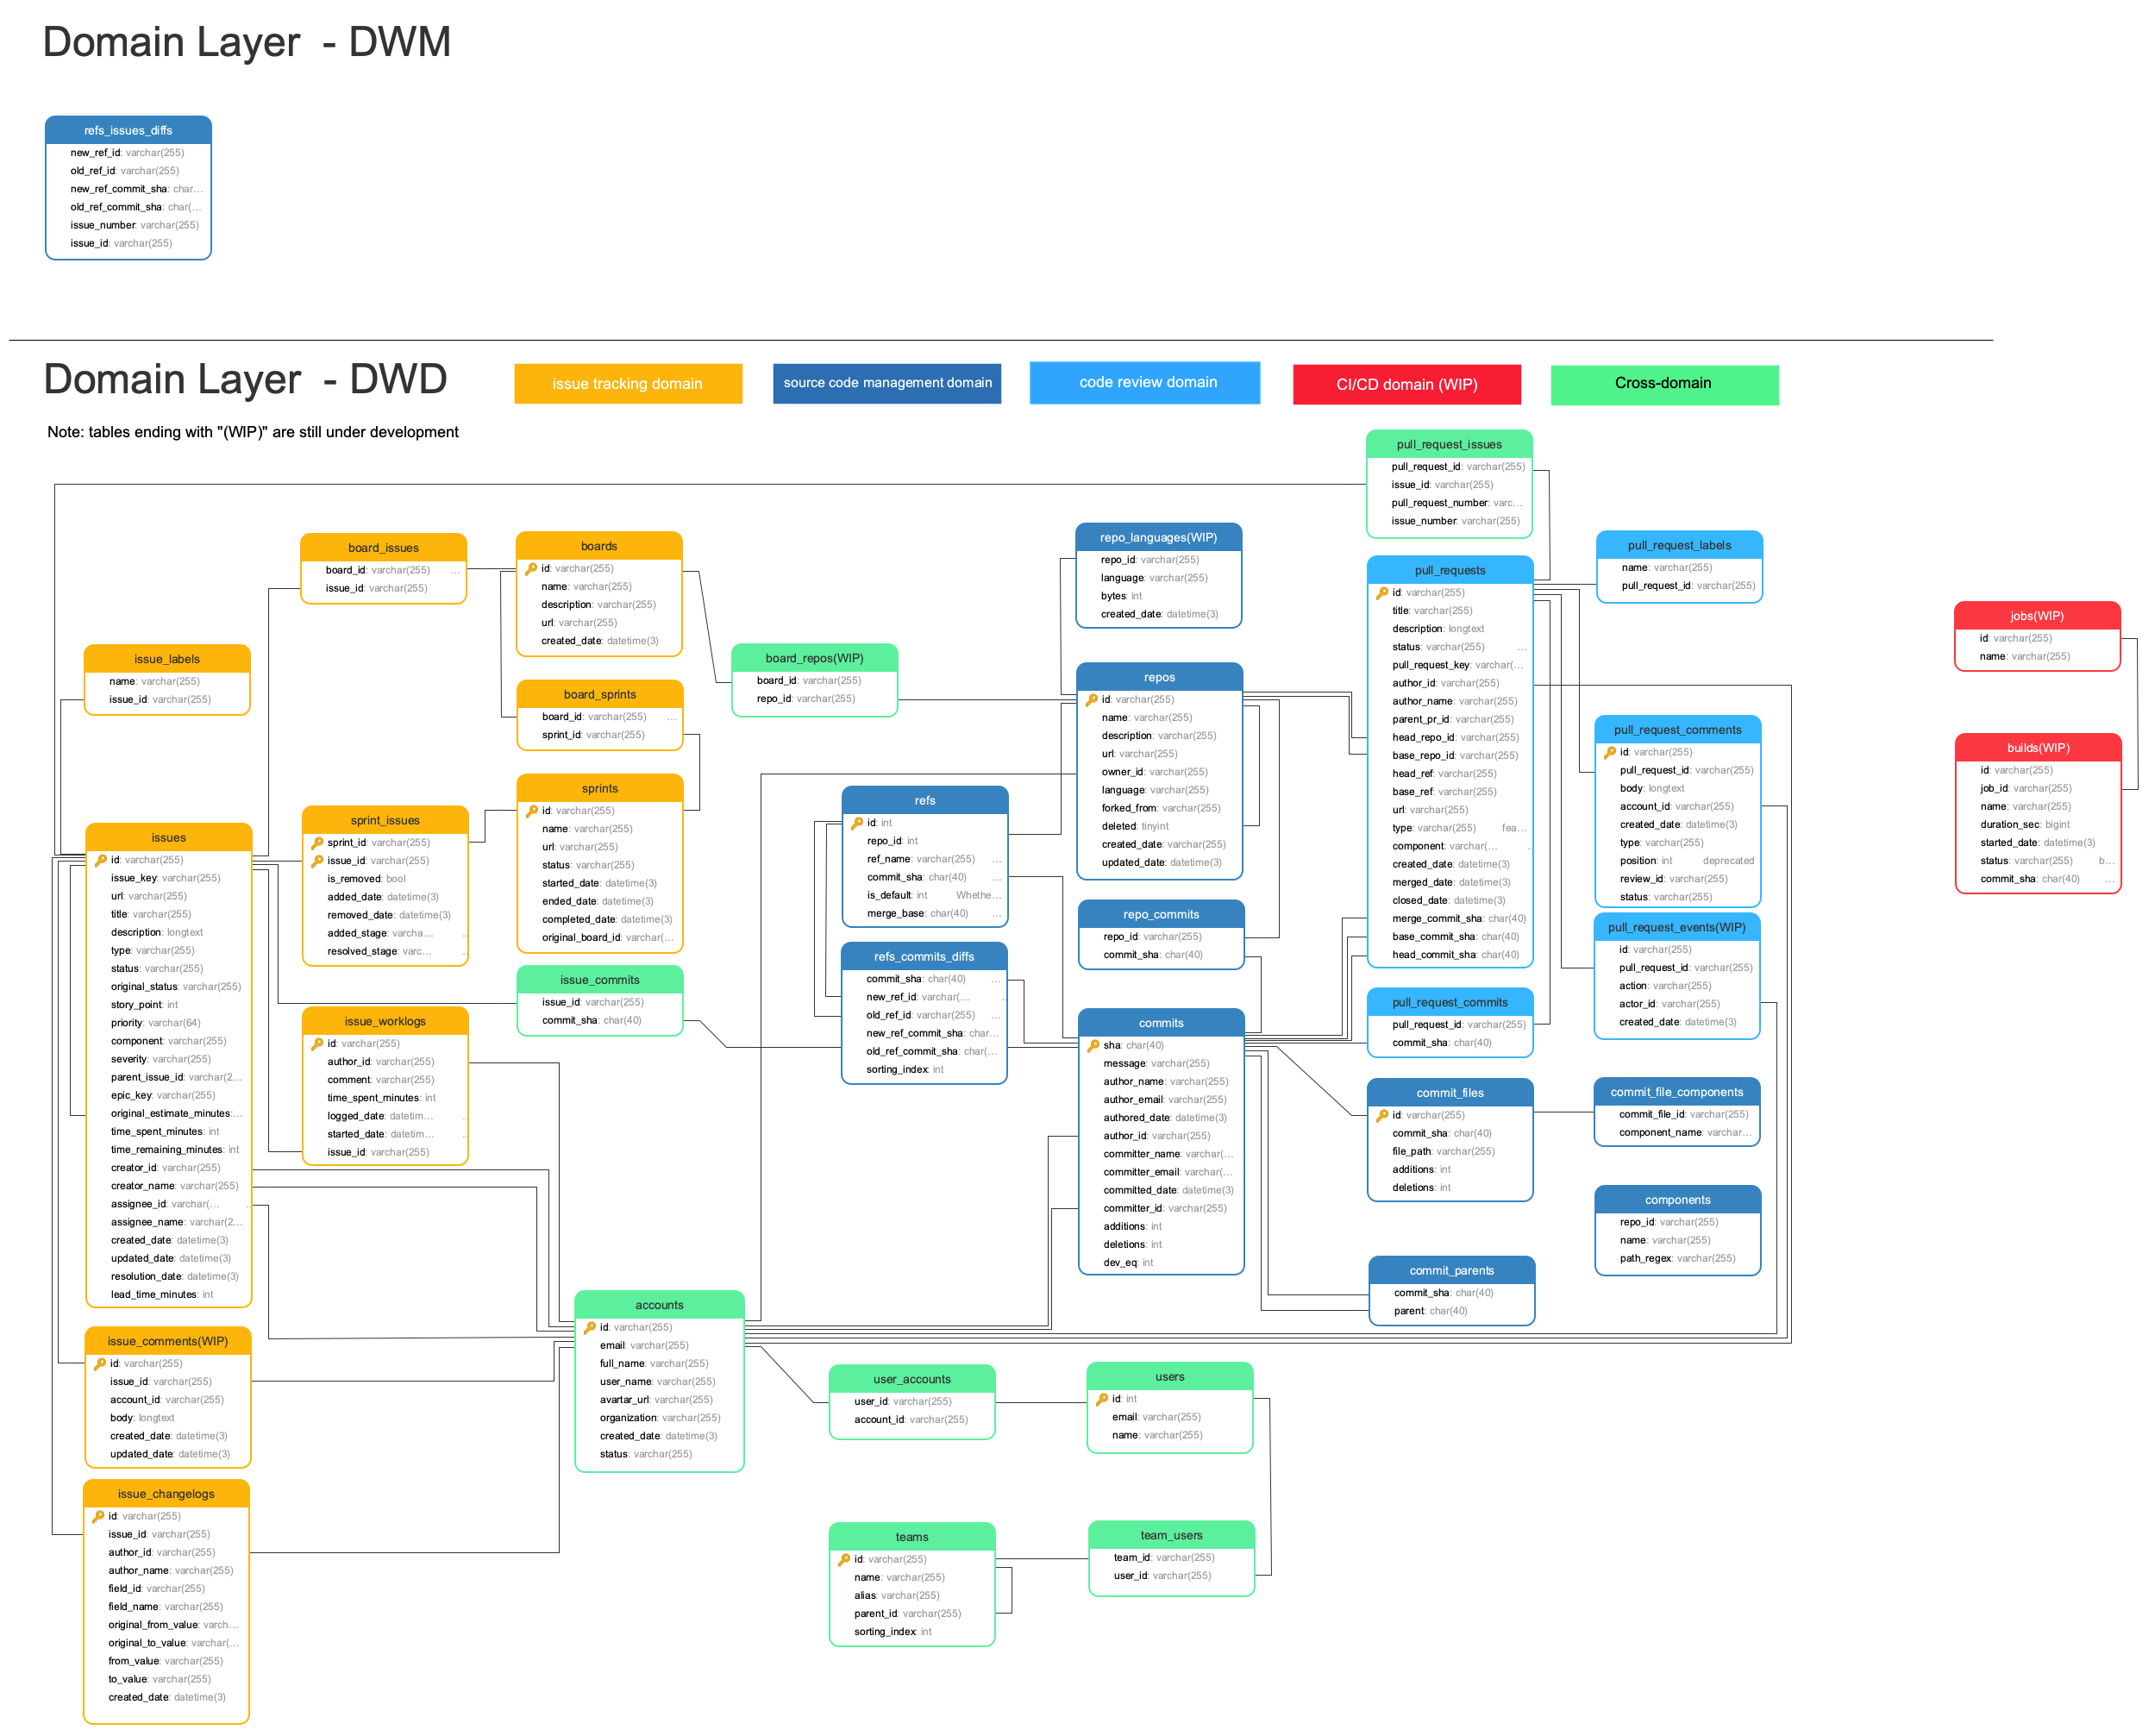 Domain Layer - DWM
refs_issues_diffs
new_ref_id: varchar(255)
old_ref_id: varchar(255)
new_ref_commit_sha: char...
old_ref_commit_sha: char(...
issue_number: varchar(255)
issue_id: varchar(255)
Domain Layer - DWD
issue tracking domain
source code management domain
code review domain
CI/CD domain (WIP)
Cross-domain
Note: tables ending with "(WIP)" are still under development
pull_request_issues
pull_request_id: varchar(255)
issue_id: varchar(255)
pull_request_number: varc...
issue_number: varchar(255)
board_issues
board_id: varchar(255) ...
issue_id: varchar(255)
boards
id: varchar(255)
name: varchar(255)
description: varchar(255)
url: varchar(255)
created_date: datetime(3)
repo_languages(WIP)
repo_id: varchar(255)
language: varchar(255)
bytes: int
created_date: datetime(3)
pull_requests
id: varchar(255)
title: varchar(255)
description: longtext
status: varchar(255) ...
pull_request_key: varchar(...
author_id: varchar(255)
author_name: varchar(255)
parent_pr_id: varchar(255)
head_repo_id: varchar(255)
base_repo_id: varchar(255)
head_ref: varchar(255)
base_ref: varchar(255)
url: varchar(255)
type: varchar(255) fea...
component: varchar(... ..
created_date: datetime(3)
merged_date: datetime(3)
closed_date: datetime(3)
merge_commit_sha: char(40)
base_commit_sha: char(40)
head_commit_sha: char(40)
pull_request_labels
name: varchar(255)
pull_request_id: varchar(255)
jobs(WIP)
id: varchar(255)
name: varchar(255)
issue_labels
name: varchar(255)
issue_id: varchar(255)
board_repos(WIP)
board_id: varchar(255)
repo_id: varchar(255)
board_sprints
board_id: varchar(255) ...
sprint_id: varchar(255)
repos
id: varchar(255)
name: varchar(255)
description: varchar(255)
url: varchar(255)
owner_id: varchar(255)
language: varchar(255)
forked_from: varchar(255)
deleted: tinyint
created_date: varchar(255)
updated_date: datetime(3)
pull_request_comments
id: varchar(255)
pull_request_id: varchar(255)
body: longtext
account_id: varchar(255)
created_date: datetime(3)
type: varchar(255)
position: int deprecated
review_id: varchar(255)
status: varchar(255)
builds(WIP)
id: varchar(255)
job_id: varchar(255)
name: varchar(255)
duration_sec: bigint
started_date: datetime(3)
status: varchar(255) b...
commit_sha: char(40) ...
sprints
id: varchar(255)
name: varchar(255)
url: varchar(255)
status: varchar(255)
started_date: datetime(3)
ended_date: datetime(3)
completed_date: datetime(3)
original_board_id: varchar(...
refs
id: int
repo_id: int
ref_name: varchar(255) ...
commit_sha: char(40) ...
is_default: int Whethe...
merge_base: char(40) ...
sprint_issues
sprint_id: varchar(255)
issue_id: varchar(255)
is_removed: bool
added_date: datetime(3)
removed_date: datetime(3)
added_stage: varcha... ..
resolved_stage: varc... ..
issues
id: varchar(255)
issue_key: varchar(255)
url: varchar(255)
title: varchar(255)
description: longtext
type: varchar(255)
status: varchar(255)
original_status: varchar(255)
story_point: int
priority: varchar(64)
component: varchar(255)
severity: varchar(255)
parent_issue_id: varchar(2...
epic_key: varchar(255)
original_estimate_minutes:...
time_spent_minutes: int
time_remaining_minutes: int
creator_id: varchar(255)
creator_name: varchar(255)
assignee_id: varchar(... ..
assignee_name: varchar(2...
created_date: datetime(3)
updated_date: datetime(3)
resolution_date: datetime(3)
lead_time_minutes: int
repo_commits
repo_id: varchar(255)
commit_sha: char(40)
pull_request_events(WIP)
id: varchar(255)
pull_request_id: varchar(255)
action: varchar(255)
actor_id: varchar(255)
created_date: datetime(3)
refs_commits_diffs
commit_sha: char(40) ...
new_ref_id: varchar(... ..
old_ref_id: varchar(255) ...
new_ref_commit_sha: char...
old_ref_commit_sha: char(...
sorting_index: int
issue_commits
issue_id: varchar(255)
commit_sha: char(40)
pull_request_commits
pull_request_id: varchar(255)
commit_sha: char(40)
issue_worklogs
id: varchar(255)
author_id: varchar(255)
comment: varchar(255)
time_spent_minutes: int
logged_date: datetim... ..
started_date: datetim... ..
issue_id: varchar(255)
commits
sha: char(40)
message: varchar(255)
author_name: varchar(255)
author_email: varchar(255)
authored_date: datetime(3)
author_id: varchar(255)
committer_name: varchar(...
committer_email: varchar(...
committed_date: datetime(3)
committer_id: varchar(255)
additions: int
deletions: int
dev_eq: int
commit_files
id: varchar(255)
commit_sha: char(40)
file_path: varchar(255)
additions: int
deletions: int
commit_file_components
commit_file_id: varchar(255)
component_name: varchar...
components
repo_id: varchar(255)
name: varchar(255)
path_regex: varchar(255)
commit_parents
commit_sha: char(40)
parent: char(40)
accounts
id: varchar(255)
email: varchar(255)
full_name: varchar(255)
user_name: varchar(255)
avartar_url: varchar(255)
organization: varchar(255)
created_date: datetime(3)
status: varchar(255)
issue_comments(WIP)
id: varchar(255)
issue_id: varchar(255)
account_id: varchar(255)
body: longtext
created_date: datetime(3)
updated_date: datetime(3)
user_accounts
user_id: varchar(255)
account_id: varchar(255)
users
id: int
email: varchar(255)
name: varchar(255)
issue_changelogs
id: varchar(255)
issue_id: varchar(255)
author_id: varchar(255)
author_name: varchar(255)
field_id: varchar(255)
field_name: varchar(255)
original_from_value: varch...
original_to_value: varchar(...
from_value: varchar(255)
to_value: varchar(255)
created_date: datetime(3)
teams
id: varchar(255)
name: varchar(255)
alias: varchar(255)
parent_id: varchar(255)
sorting_index: int
team_users
team_id: varchar(255)
user_id: varchar(255)